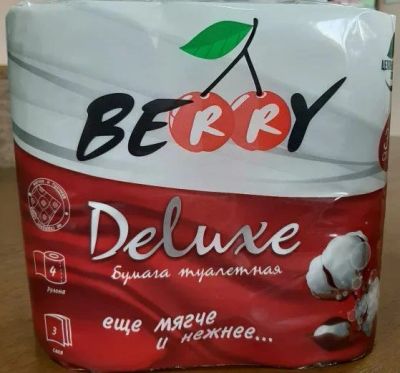 BERRY
Deluxe
Бумага туалетная
4
рулона
3
слоя
еще мягче
и нежнее...